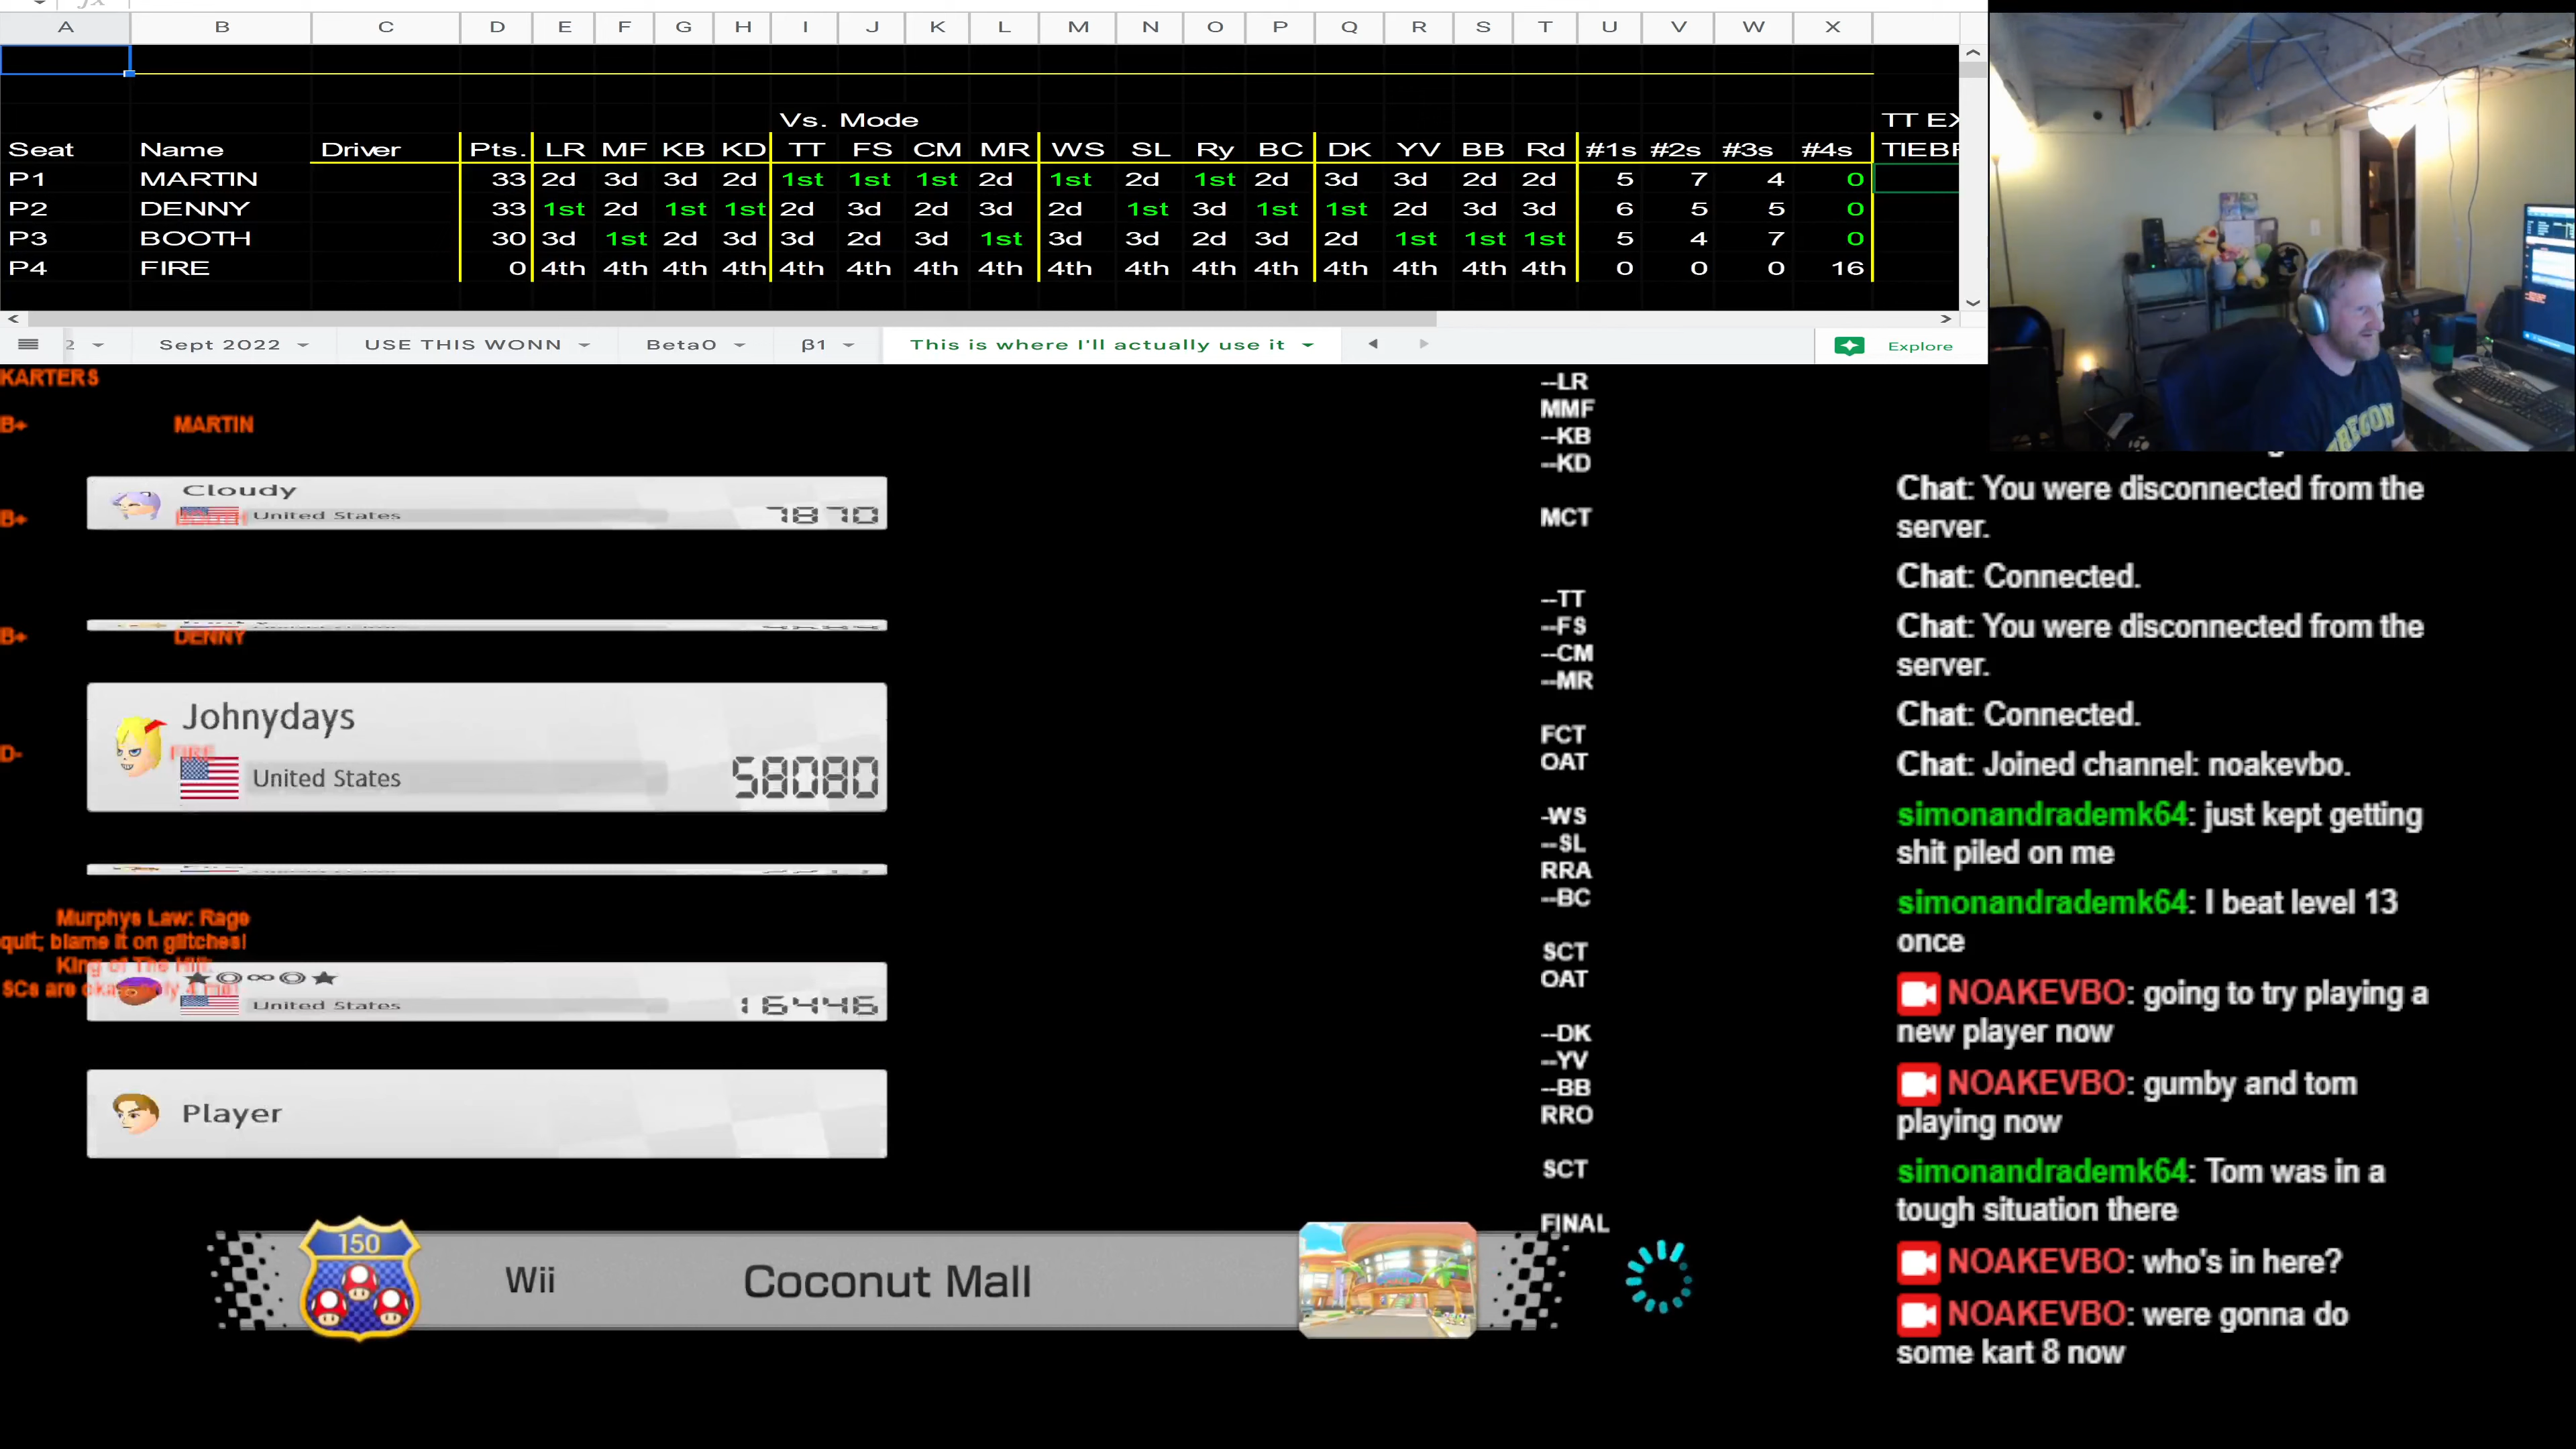 A B C D E F G H I J K L M N O P Q R S T U V W X
Vs. Mode TT EX
Seat Name Driver Pts. LR MF KB KD TT FS CM MR WS SL Ry BC DK YV BB Rd #1s #2s #3s #4s TIEBR
P1 MARTIN 33 2d 3d 3d 2d 1st 1st 1st 2d 1st 2d 1st 2d 3d 3d 2d 2d 5 7 4 0
P2 DENNY 33 1st 2d 1st 1st 2d 3d 2d 3d 2d 1st 3d 1st 1st 2d 3d 3d 6 5 5 0
P3 BOOTH 30 3d 1st 2d 3d 3d 2d 3d 1st 3d 3d 2d 3d 2d 1st 1st 1st 5 4 7 0
P4 FIRE 0 4th 4th 4th 4th 4th 4th 4th 4th 4th 4th 4th 4th 4th 4th 4th 4th 0 0 0 16
2 Sept 2022 USE THIS WONN Beta0 β1 This is where I'll actually use it Explore
KARTERS
B+ MARTIN
Cloudy
B+ United States 7870
B+ DENNY
Johnydays
D- FIRE
United States 58080
Murphys Law: Rage
quit; blame it on glitches!
King of The Hill:
SCs are
★◎∞◎★
United States 16446
Player
150 Wii Coconut Mall
--LR
MMF
--KB
--KD
MCT
--TT
--FS
--CM
--MR
FCT
OAT
-WS
--SL
RRA
--BC
SCT
OAT
--DK
--YV
--BB
RRO
SCT
FINAL
Chat: You were disconnected from the
server.
Chat: Connected.
Chat: You were disconnected from the
server.
Chat: Connected.
Chat: Joined channel: noakevbo.
simonandrademk64: just kept getting
shit piled on me
simonandrademk64: I beat level 13
once
NOAKEVBO: going to try playing a
new player now
NOAKEVBO: gumby and tom
playing now
simonandrademk64: Tom was in a
tough situation there
NOAKEVBO: who's in here?
NOAKEVBO: were gonna do
some kart 8 now